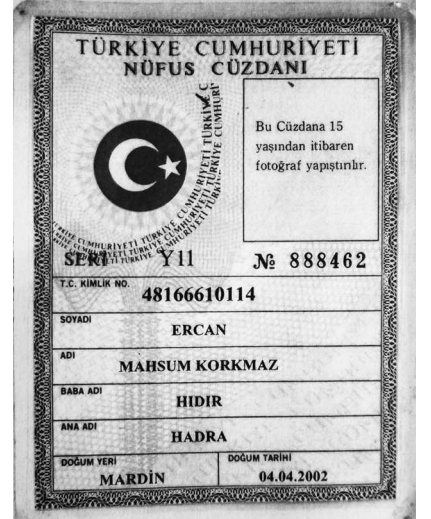 TÜRKİYE CUMHURİYETİ
NÜFUS CÜZDANI
Bu Cüzdana 15
yaşından itibaren
fotoğraf yapıştırılır.
SERİ Y11 № 888462
T.C. KİMLİK NO.
48166610114
SOYADI
ERCAN
ADI
MAHSUM KORKMAZ
BABA ADI
HIDIR
ANA ADI
HADRA
DOĞUM YERİ
MARDİN
DOĞUM TARİHİ
04.04.2002